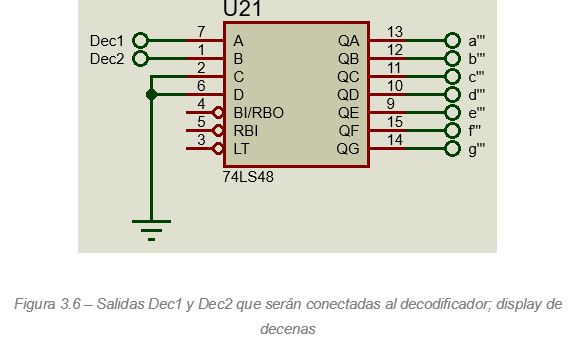 U21
Dec1 7 A QA 13 a'''
Dec2 1 B QB 12 b'''
2 C QC 11 c'''
6 D QD 10 d'''
4 BI/RBO QE 9 e'''
5 RBI QF 15 f'''
3 LT QG 14 g'''
74LS48
Figura 3.6 – Salidas Dec1 y Dec2 que serán conectadas al decodificador; display de
decenas